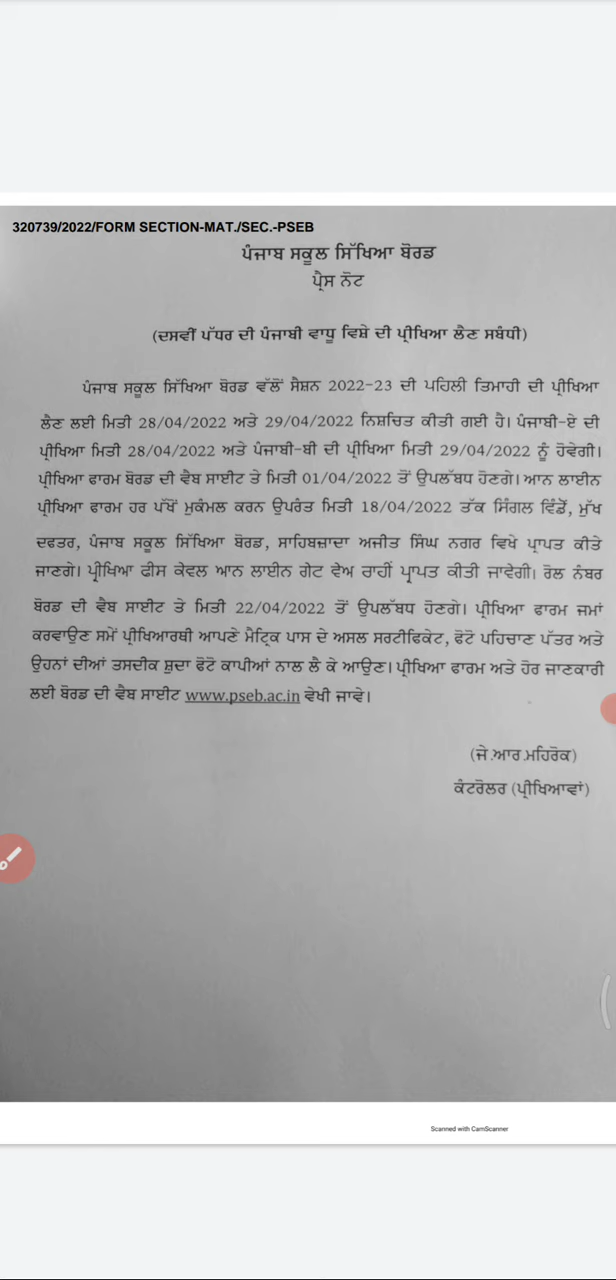 320739/2022/FORM SECTION-MAT./SEC.-PSEB
ਪੰਜਾਬ ਸਕੂਲ ਸਿੱਖਿਆ ਬੋਰਡ
ਪ੍ਰੈਸ ਨੋਟ
(ਦਸਵੀਂ ਪੱਧਰ ਦੀ ਪੰਜਾਬੀ ਵਾਧੂ ਵਿਸ਼ੇ ਦੀ ਪ੍ਰੀਖਿਆ ਲੈਣ ਸਬੰਧੀ)
ਪੰਜਾਬ ਸਕੂਲ ਸਿੱਖਿਆ ਬੋਰਡ ਵੱਲੋਂ ਸੈਸ਼ਨ 2022-23 ਦੀ ਪਹਿਲੀ ਤਿਮਾਹੀ ਦੀ ਪ੍ਰੀਖਿਆ
ਲੈਣ ਲਈ ਮਿਤੀ 28/04/2022 ਅਤੇ 29/04/2022 ਨਿਸ਼ਚਿਤ ਕੀਤੀ ਗਈ ਹੈ। ਪੰਜਾਬੀ-ਏ ਦੀ
ਪ੍ਰੀਖਿਆ ਮਿਤੀ 28/04/2022 ਅਤੇ ਪੰਜਾਬੀ-ਬੀ ਦੀ ਪ੍ਰੀਖਿਆ ਮਿਤੀ 29/04/2022 ਨੂੰ ਹੋਵੇਗੀ।
ਪ੍ਰੀਖਿਆ ਫਾਰਮ ਬੋਰਡ ਦੀ ਵੈਬ ਸਾਈਟ ਤੇ ਮਿਤੀ 01/04/2022 ਤੋਂ ਉਪਲੱਬਧ ਹੋਣਗੇ। ਆਨ ਲਾਈਨ
ਪ੍ਰੀਖਿਆ ਫਾਰਮ ਹਰ ਪੱਖੋਂ ਮੁਕੰਮਲ ਕਰਨ ਉਪਰੰਤ ਮਿਤੀ 18/04/2022 ਤੱਕ ਸਿੰਗਲ ਵਿੰਡੋਂ, ਮੁੱਖ
ਦਫਤਰ, ਪੰਜਾਬ ਸਕੂਲ ਸਿੱਖਿਆ ਬੋਰਡ, ਸਾਹਿਬਜ਼ਾਦਾ ਅਜੀਤ ਸਿੰਘ ਨਗਰ ਵਿਖੇ ਪ੍ਰਾਪਤ ਕੀਤੇ
ਜਾਣਗੇ। ਪ੍ਰੀਖਿਆ ਫੀਸ ਕੇਵਲ ਆਨ ਲਾਈਨ ਗੇਟ ਵੇਅ ਰਾਹੀਂ ਪ੍ਰਾਪਤ ਕੀਤੀ ਜਾਵੇਗੀ। ਰੋਲ ਨੰਬਰ
ਬੋਰਡ ਦੀ ਵੈਬ ਸਾਈਟ ਤੇ ਮਿਤੀ 22/04/2022 ਤੋਂ ਉਪਲੱਬਧ ਹੋਣਗੇ। ਪ੍ਰੀਖਿਆ ਫਾਰਮ ਜਮਾਂ
ਕਰਵਾਉਣ ਸਮੇਂ ਪ੍ਰੀਖਿਆਰਥੀ ਆਪਣੇ ਮੈਟ੍ਰਿਕ ਪਾਸ ਦੇ ਅਸਲ ਸਰਟੀਫਿਕੇਟ, ਫੋਟੋ ਪਹਿਚਾਣ ਪੱਤਰ ਅਤੇ
ਉਹਨਾਂ ਦੀਆਂ ਤਸਦੀਕ ਸ਼ੁਦਾ ਫੋਟੋ ਕਾਪੀਆਂ ਨਾਲ ਲੈ ਕੇ ਆਉਣ। ਪ੍ਰੀਖਿਆ ਫਾਰਮ ਅਤੇ ਹੋਰ ਜਾਣਕਾਰੀ
ਲਈ ਬੋਰਡ ਦੀ ਵੈਬ ਸਾਈਟ www.pseb.ac.in ਵੇਖੀ ਜਾਵੇ।
(ਜੇ.ਆਰ.ਮਹਿਰੋਕ)
ਕੰਟਰੋਲਰ (ਪ੍ਰੀਖਿਆਵਾਂ)
Scanned with CamScanner